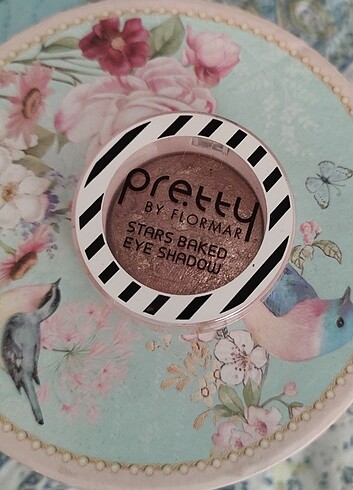 pretty
BY FLORMAR
STARS BAKED
EYE SHADOW